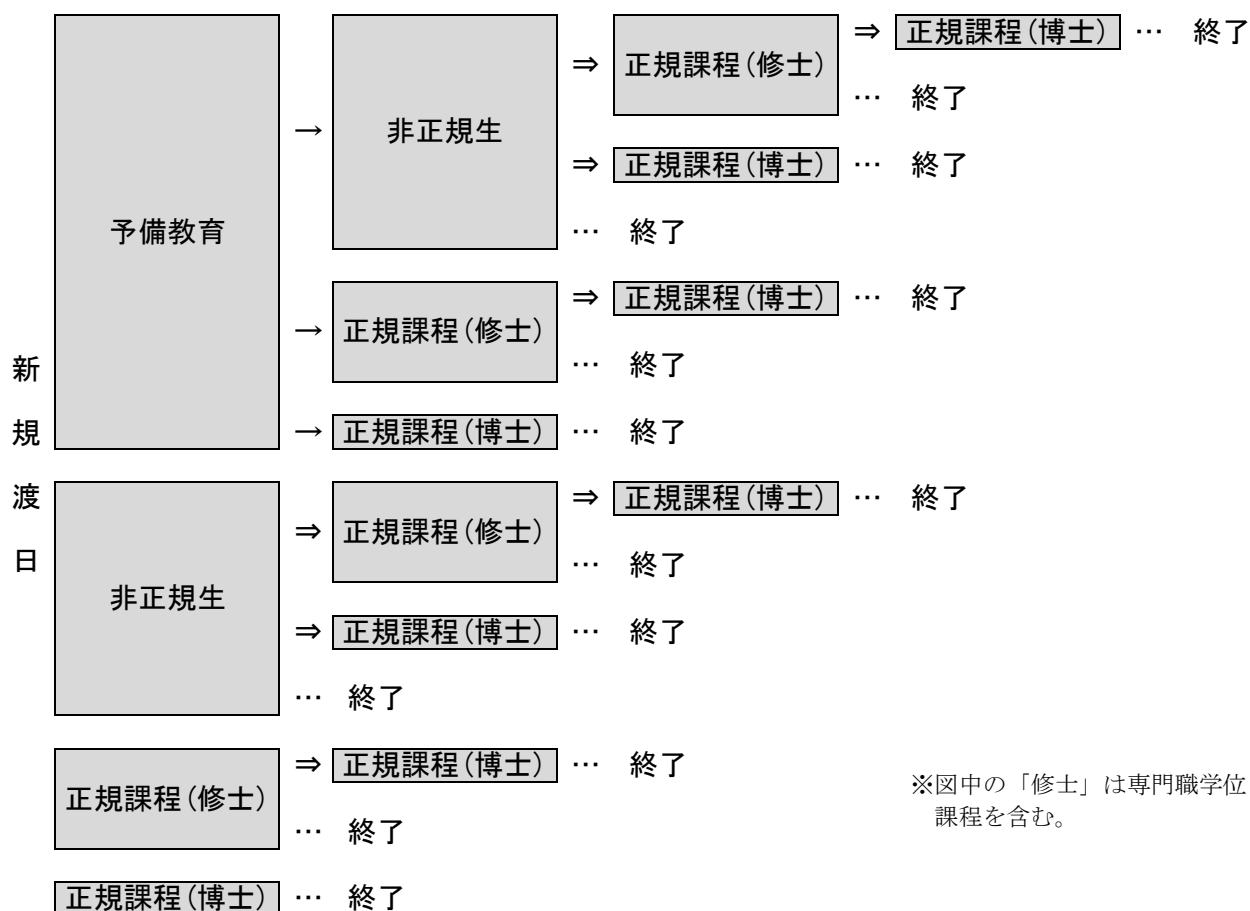 ⇒ 正規課程(博士) … 終了
⇒ 正規課程(修士)
… 終了
→ 非正規生
⇒ 正規課程(博士) … 終了
予備教育 … 終了
⇒ 正規課程(博士) … 終了
→ 正規課程(修士)
… 終了
→ 正規課程(博士) … 終了
新規渡日
⇒ 正規課程(博士) … 終了
⇒ 正規課程(修士)
… 終了
非正規生
⇒ 正規課程(博士) … 終了
… 終了
⇒ 正規課程(博士) … 終了
正規課程(修士)
… 終了
※図中の「修士」は専門職学位
課程を含む。
正規課程(博士) … 終了